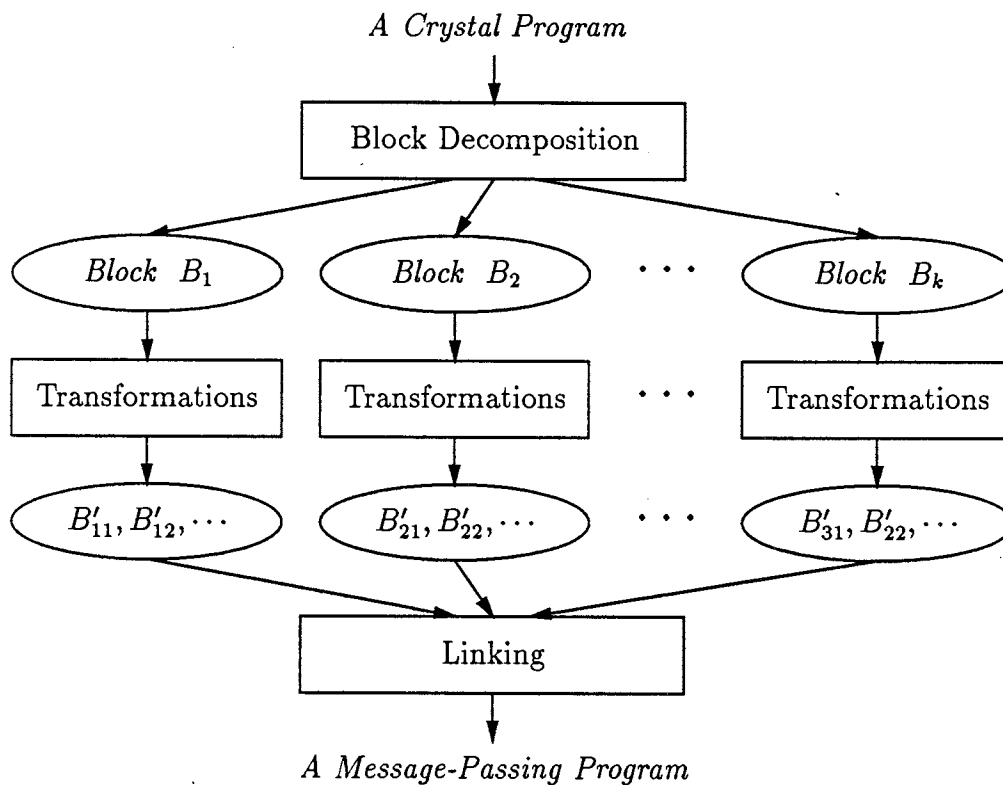 A Crystal Program
Block Decomposition
Block B₁ Block B₂ · · · Block Bₖ
Transformations Transformations · · · Transformations
B′₁₁, B′₁₂, ··· B′₂₁, B′₂₂, ··· · · · B′₃₁, B′₂₂, ···
Linking
A Message-Passing Program